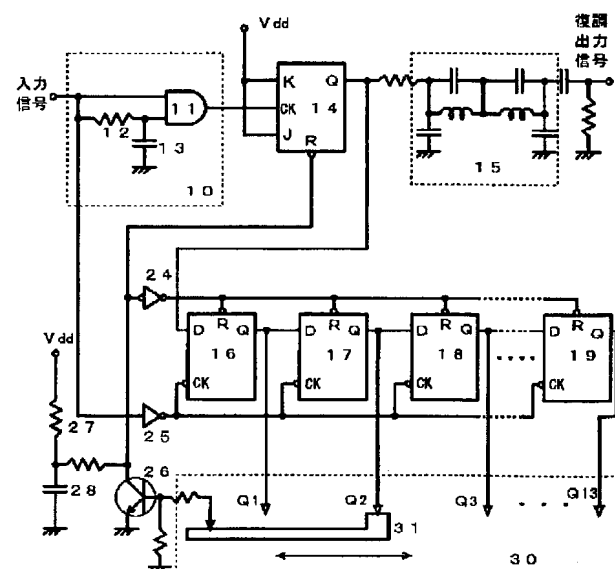 Vdd
復調
出力
信号
入力
信号
K Q
11 CK 14
12 J
13 R
10
15
24
R R R R
D Q D Q D Q D Q
16 17 18 19
Vdd
CK CK CK CK
27
25
28
26
Q1 Q2 Q3 Q13
31
30